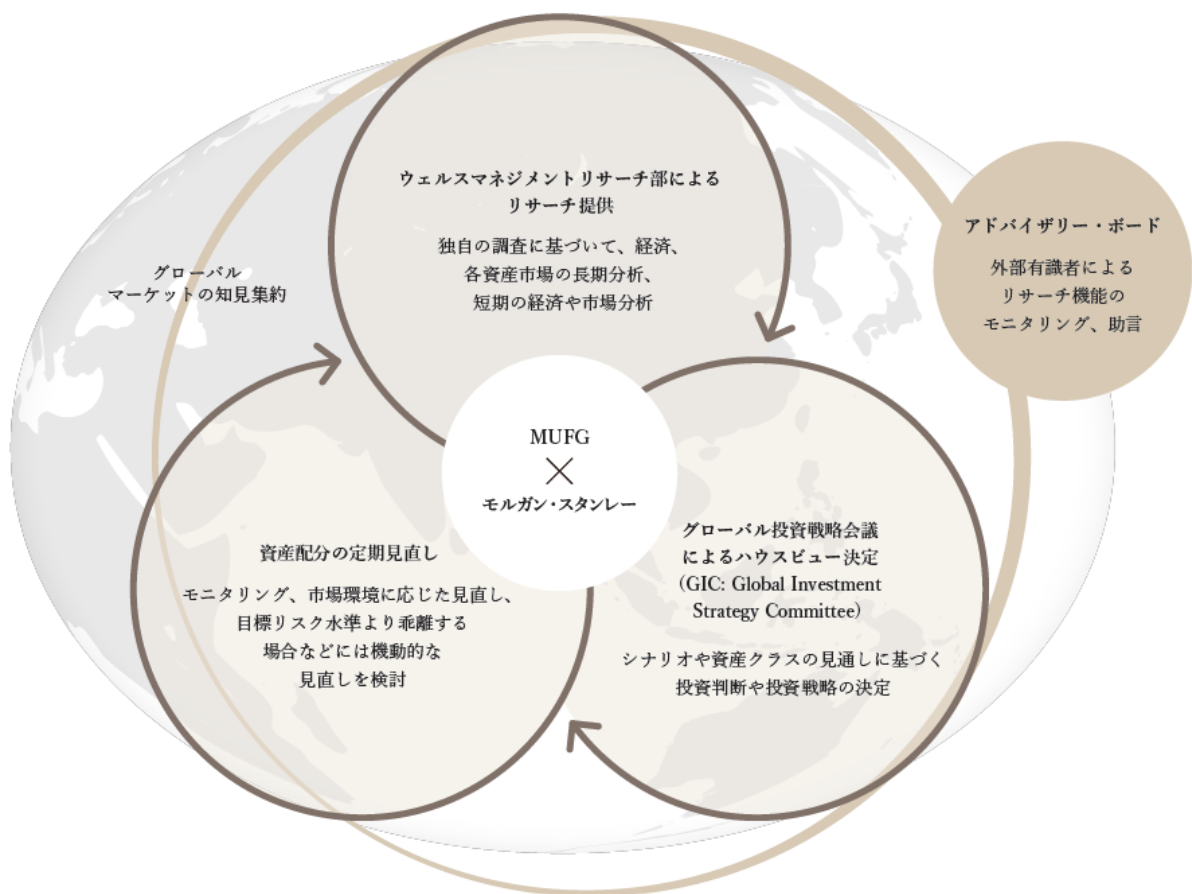 ウェルスマネジメントリサーチ部による
リサーチ提供
独自の調査に基づいて、経済、
各資産市場の長期分析、
短期の経済や市場分析
アドバイザリー・ボード
外部有識者による
リサーチ機能の
モニタリング、助言
グローバル
マーケットの知見集約
MUFG
×
モルガン・スタンレー
グローバル投資戦略会議
によるハウスビュー決定
（GIC: Global Investment
Strategy Committee）
シナリオや資産クラスの見通しに基づく
投資判断や投資戦略の決定
資産配分の定期見直し
モニタリング、市場環境に応じた見直し、
目標リスク水準より乖離する
場合などには機動的な
見直しを検討